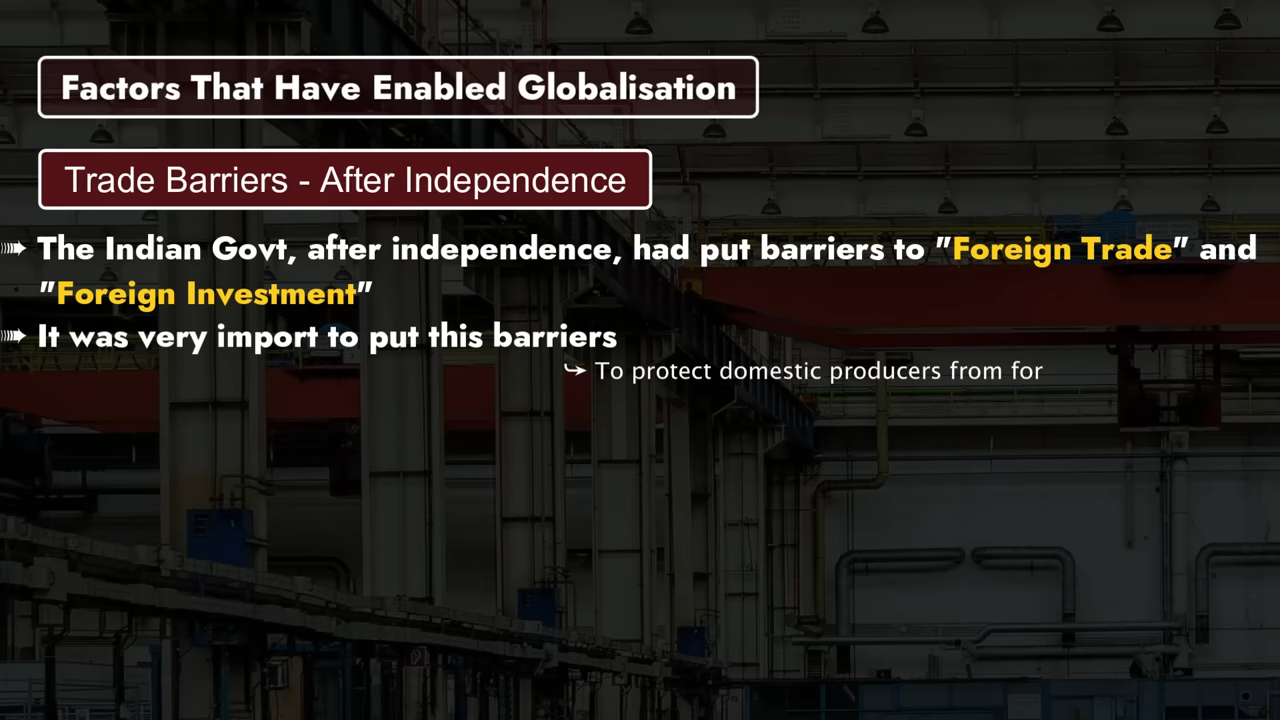 Factors That Have Enabled Globalisation
Trade Barriers - After Independence
➠ The Indian Govt, after independence, had put barriers to "Foreign Trade" and
"Foreign Investment"
➠ It was very import to put this barriers
↪ To protect domestic producers from for